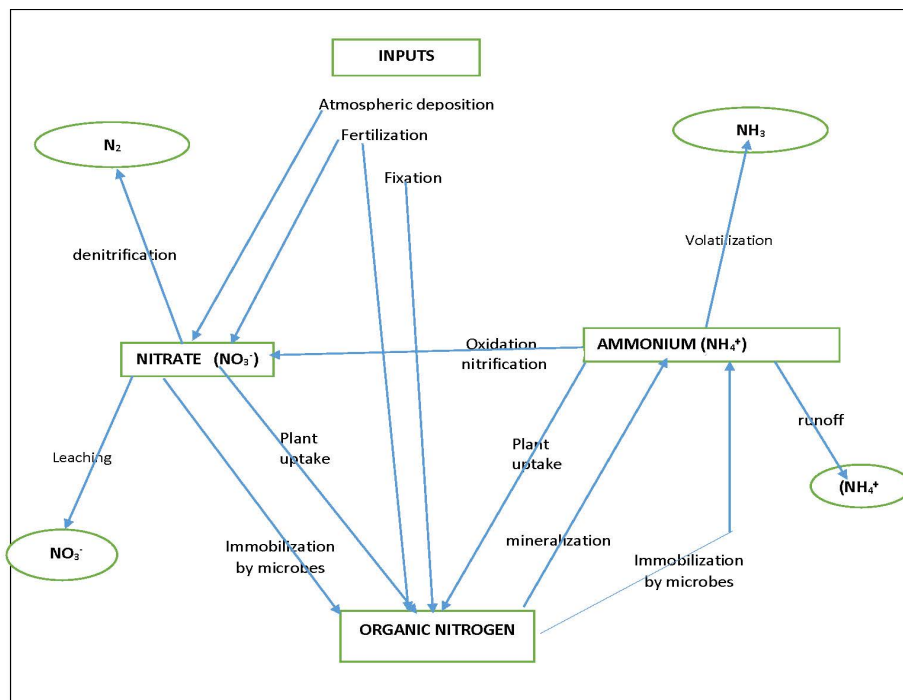 INPUTS
Atmospheric deposition
Fertilization
Fixation
N₂
NH₃
denitrification
Volatilization
Oxidation
nitrification
NITRATE (NO₃⁻)
AMMONIUM (NH₄⁺)
Leaching
Plant
uptake
Plant
uptake
runoff
(NH₄⁺
NO₃⁻
Immobilization
by microbes
mineralization
Immobilization
by microbes
ORGANIC NITROGEN